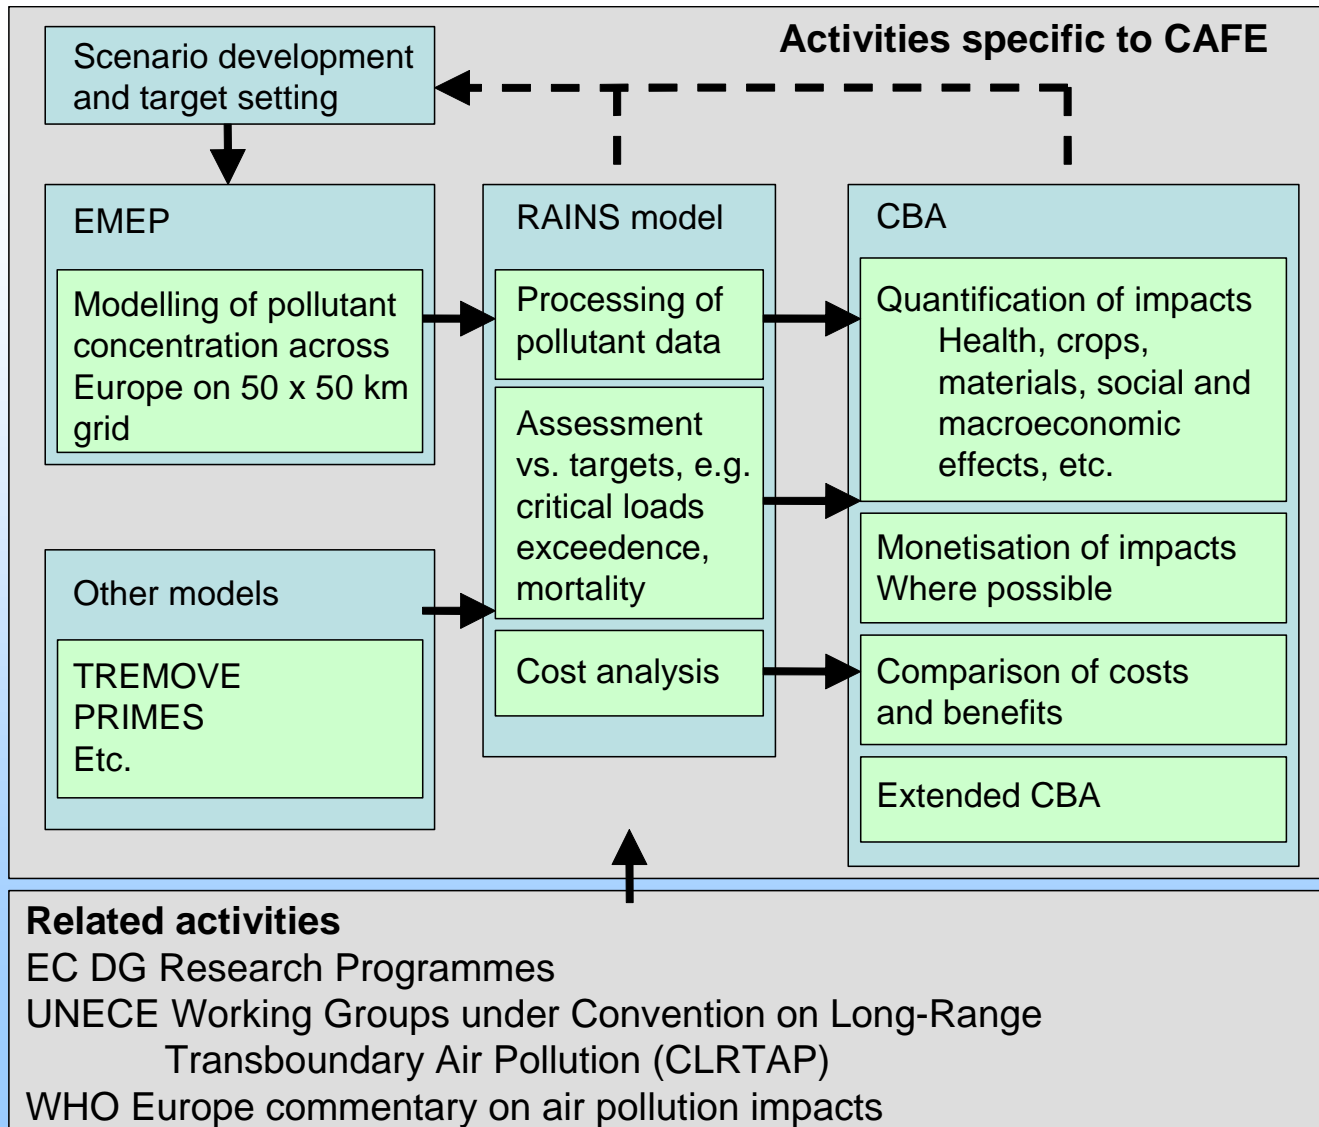 Activities specific to CAFE
Scenario development
and target setting
EMEP
Modelling of pollutant
concentration across
Europe on 50 x 50 km
grid
Other models
TREMOVE
PRIMES
Etc.
RAINS model
Processing of
pollutant data
Assessment
vs. targets, e.g.
critical loads
exceedence,
mortality
Cost analysis
CBA
Quantification of impacts
Health, crops,
materials, social and
macroeconomic
effects, etc.
Monetisation of impacts
Where possible
Comparison of costs
and benefits
Extended CBA
Related activities
EC DG Research Programmes
UNECE Working Groups under Convention on Long-Range
Transboundary Air Pollution (CLRTAP)
WHO Europe commentary on air pollution impacts